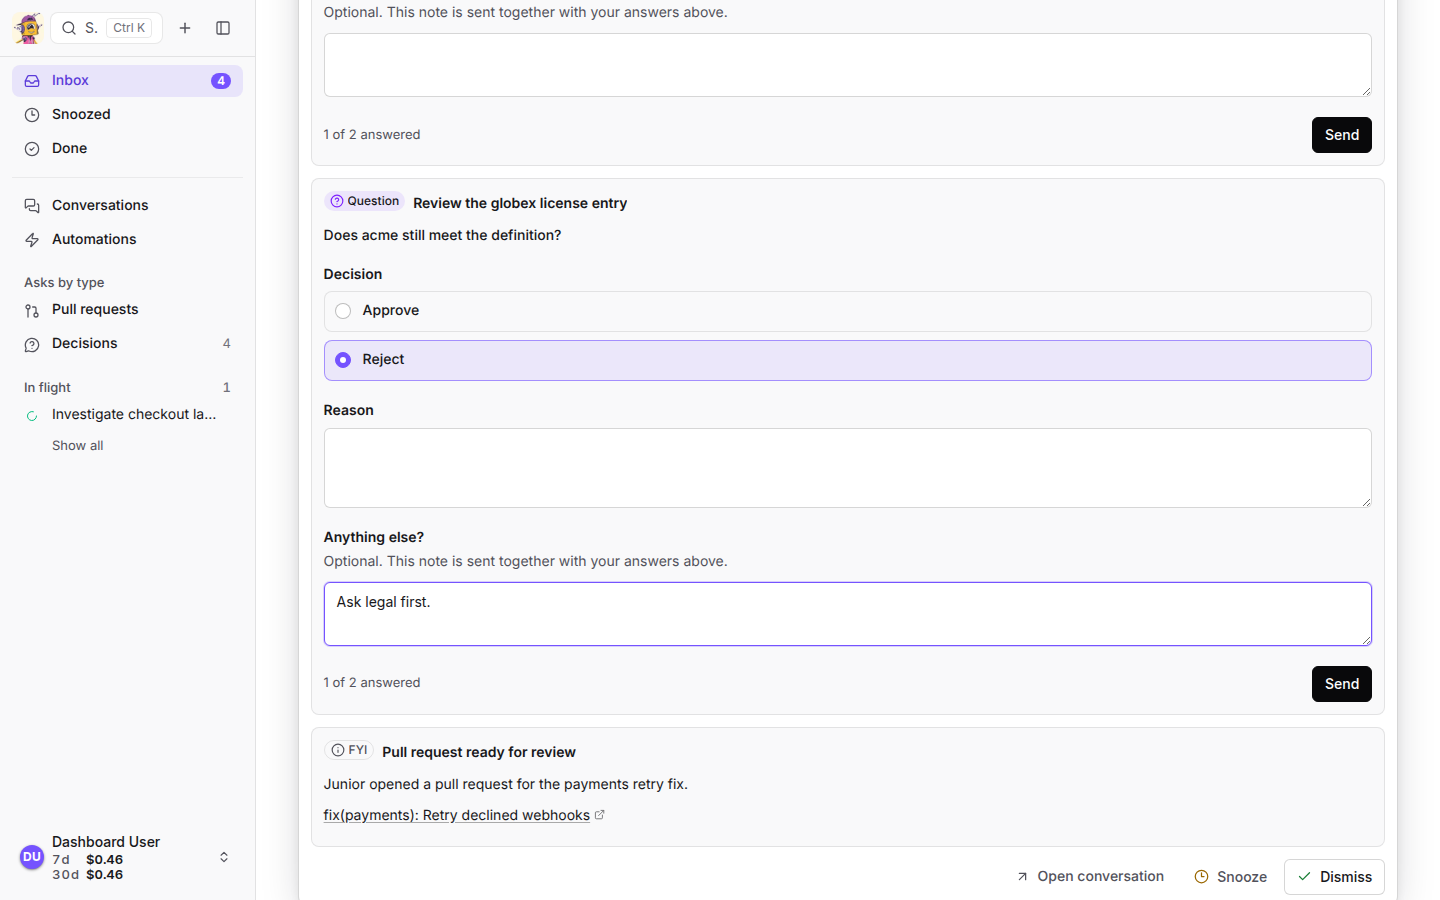 S.
Ctrl K
Inbox
4
Snoozed
Done
Conversations
Automations
Asks by type
Pull requests
Decisions
4
In flight
1
Investigate checkout la...
Show all
DU
Dashboard User
7d $0.46
30d $0.46
Optional. This note is sent together with your answers above.
1 of 2 answered
Send
Question
Review the globex license entry
Does acme still meet the definition?
Decision
Approve
Reject
Reason
Anything else?
Optional. This note is sent together with your answers above.
Ask legal first.
1 of 2 answered
Send
FYI
Pull request ready for review
Junior opened a pull request for the payments retry fix.
fix(payments): Retry declined webhooks
Open conversation
Snooze
Dismiss